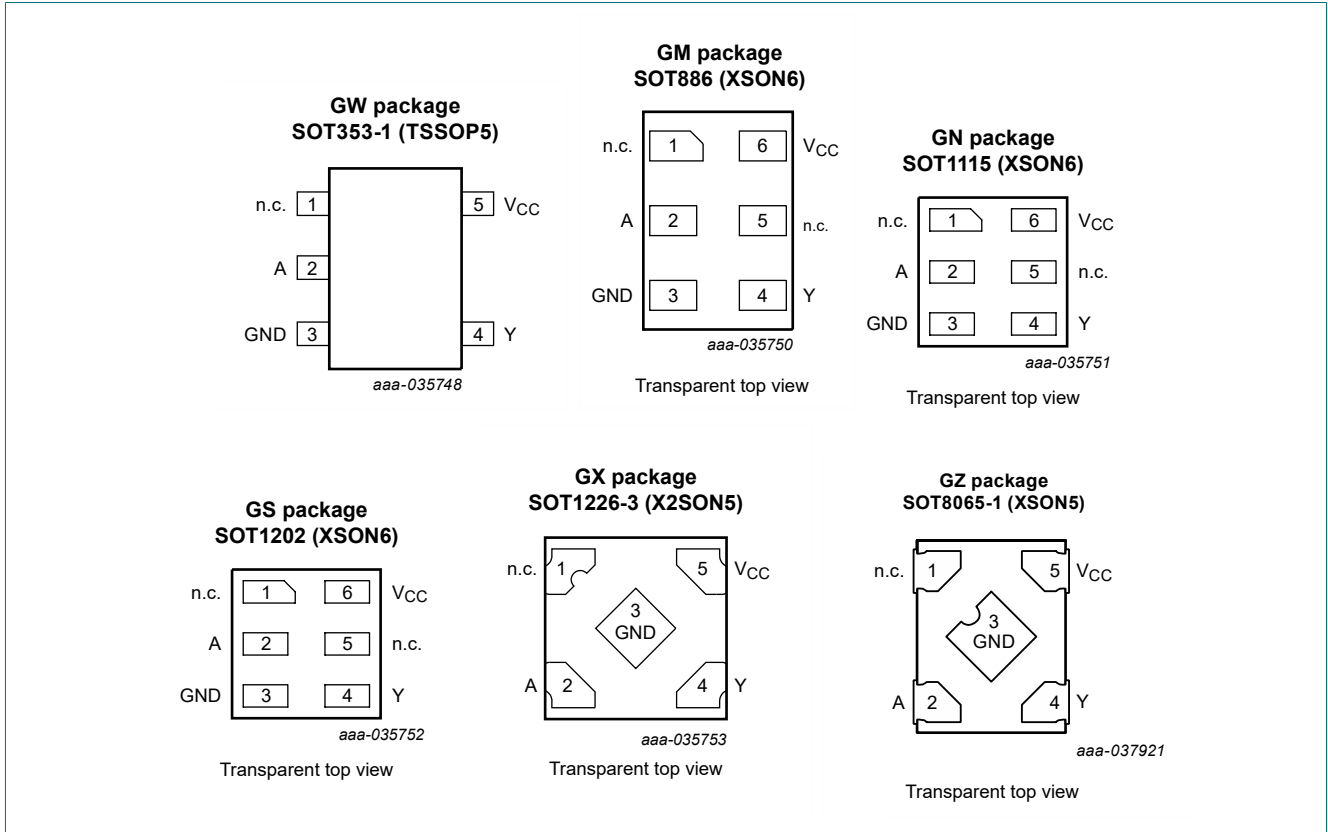 GW package
SOT353-1 (TSSOP5)
n.c. 1
5 VCC
A 2
GND 3
4 Y
aaa-035748
GM package
SOT886 (XSON6)
n.c. 1 6 VCC
A 2 5 n.c.
GND 3 4 Y
aaa-035750
Transparent top view
GN package
SOT1115 (XSON6)
n.c. 1 6 VCC
A 2 5 n.c.
GND 3 4 Y
aaa-035751
Transparent top view
GS package
SOT1202 (XSON6)
n.c. 1 6 VCC
A 2 5 n.c.
GND 3 4 Y
aaa-035752
Transparent top view
GX package
SOT1226-3 (X2SON5)
n.c. 1 5 VCC
3
GND
A 2 4 Y
aaa-035753
Transparent top view
GZ package
SOT8065-1 (XSON5)
n.c. 1 5 VCC
3
GND
A 2 4 Y
aaa-037921
Transparent top view